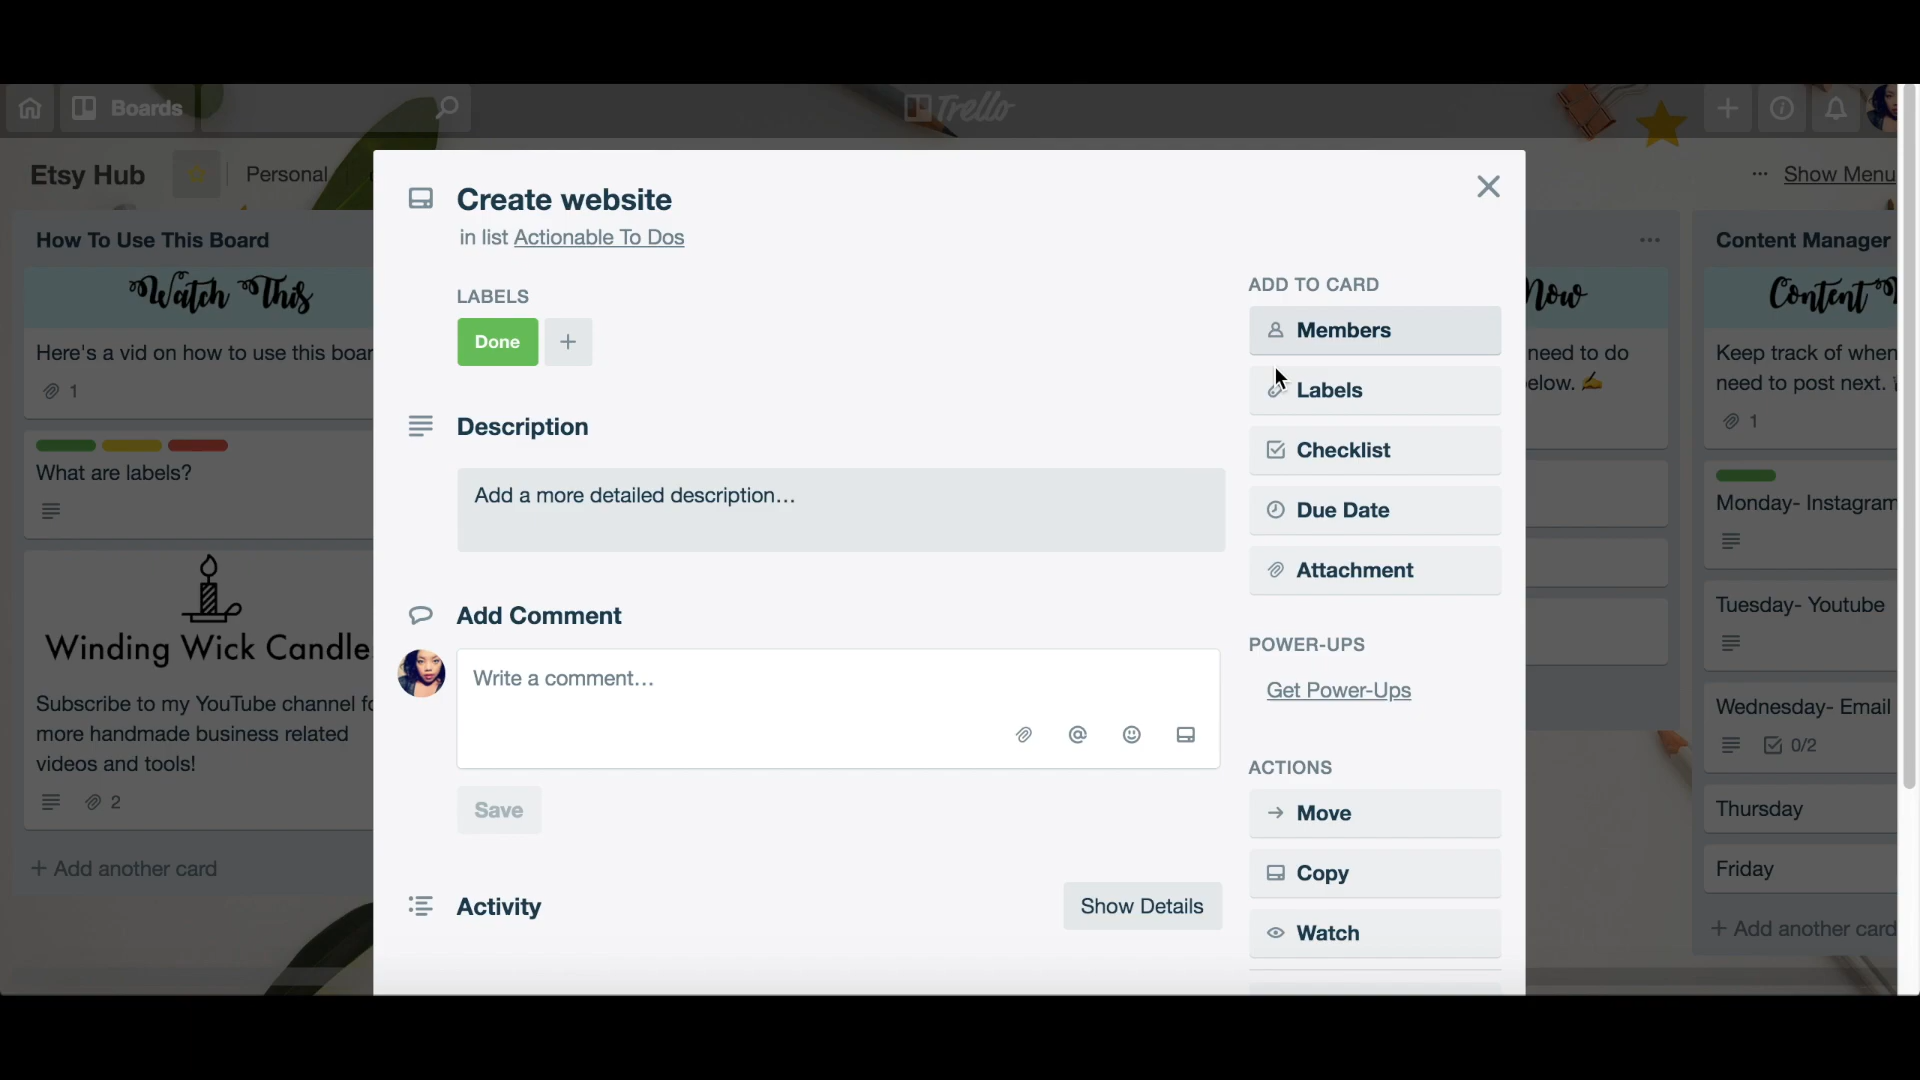 Boards
Trello
Etsy Hub
Personal
Show Menu
How To Use This Board
Watch This
Here's a vid on how to use this boar
1
What are labels?
Winding Wick Candle
Subscribe to my YouTube channel fo
more handmade business related
videos and tools!
2
+ Add another card
Create website
in list Actionable To Dos
LABELS
Done
+
Description
Add a more detailed description...
Add Comment
Write a comment...
Save
Activity
Show Details
ADD TO CARD
Members
Labels
Checklist
Due Date
Attachment
POWER-UPS
Get Power-Ups
ACTIONS
Move
Copy
Watch
Now
need to do
elow. ✍️
Content Manager
Content
Keep track of when
need to post next.
1
Monday- Instagram
Tuesday- Youtube
Wednesday- Email
0/2
Thursday
Friday
+ Add another card